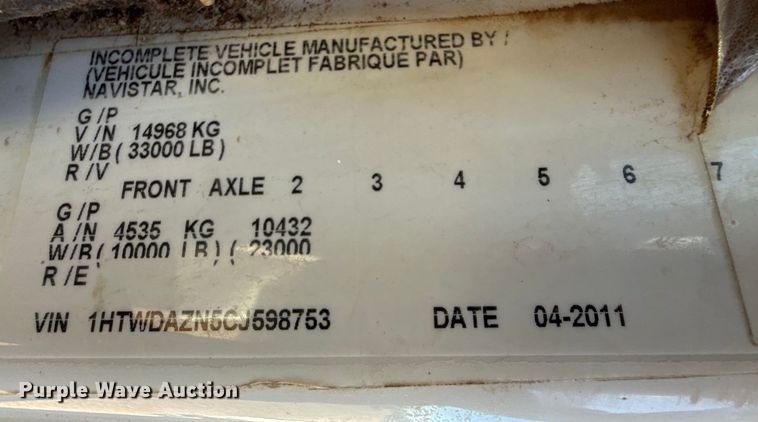 INCOMPLETE VEHICLE MANUFACTURED BY /
(VEHICULE INCOMPLET FABRIQUE PAR)
NAVISTAR, INC.
G /P
V /N 14968 KG
W/B ( 33000 LB )
R /V
FRONT AXLE 2 3 4 5 6 7
G /P
A /N 4535 KG 10432
W/B ( 10000 LB ) ( 23000
R /E
VIN 1HTWDAZN5CJ598753 DATE 04-2011
Purple Wave Auction